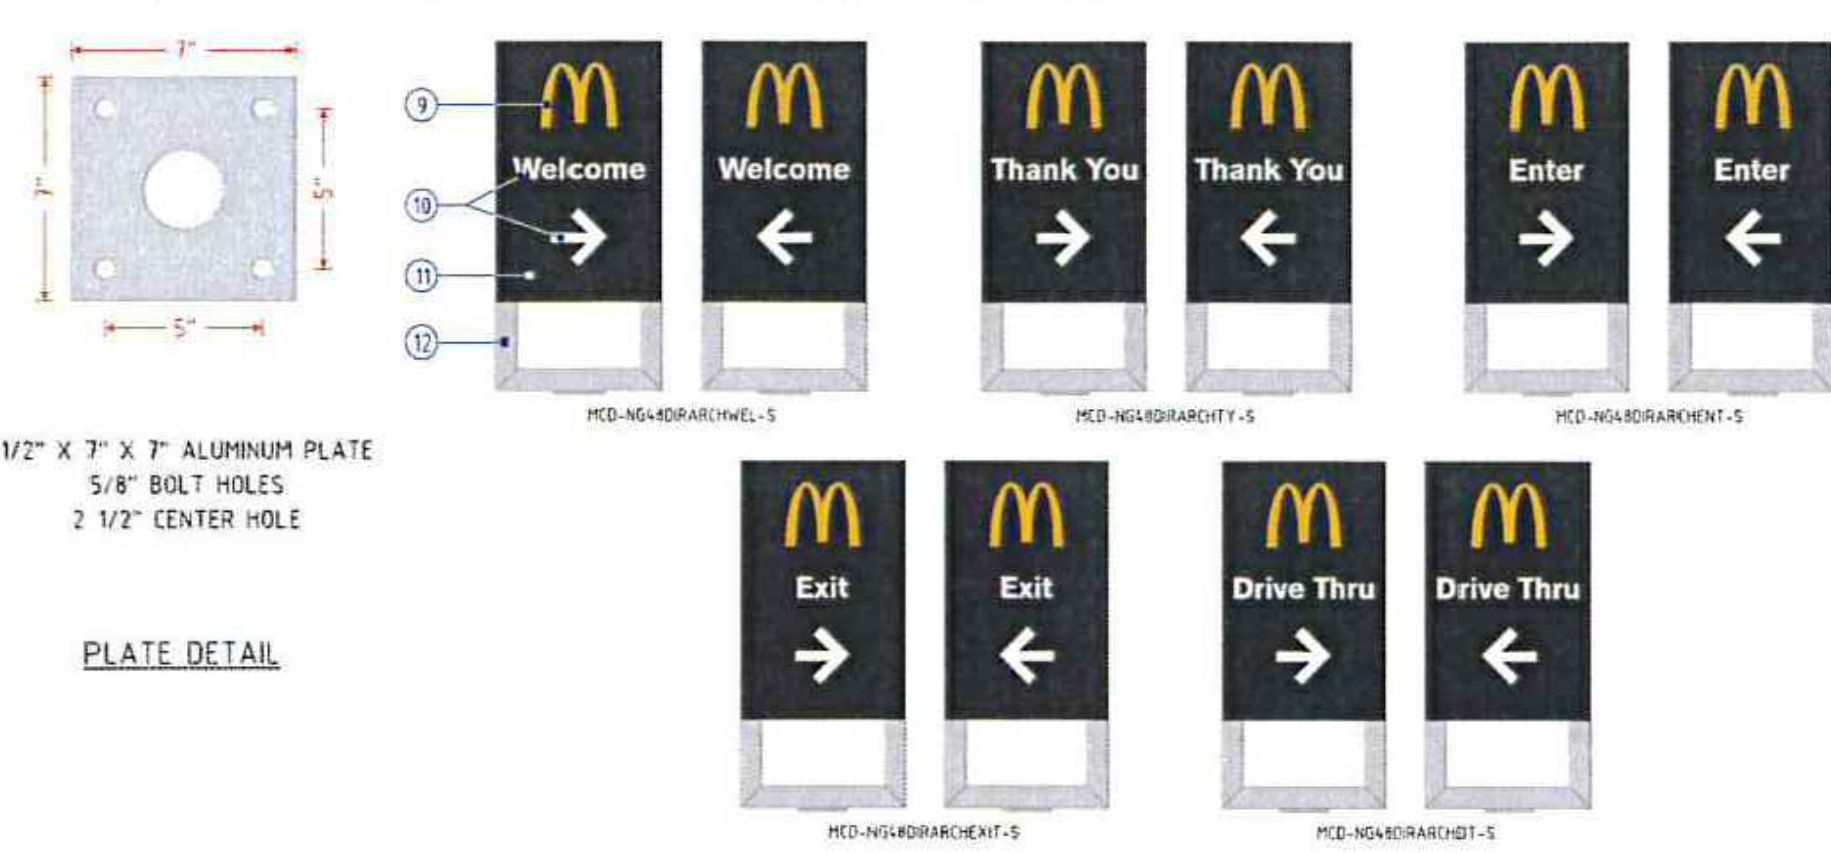 7"
7"
5"
5"
1/2" X 7" X 7" ALUMINUM PLATE
5/8" BOLT HOLES
2 1/2" CENTER HOLE
PLATE DETAIL
9
10
11
12
Welcome
Welcome
MCD-NG48DIRARCHWEL-S
Thank You
Thank You
MCD-NG48DIRARCHTY-S
Enter
Enter
MCD-NG48DIRARCHENT-S
Exit
Exit
MCD-NG48DIRARCHEXIT-S
Drive Thru
Drive Thru
MCD-NG48DIRARCHDT-S